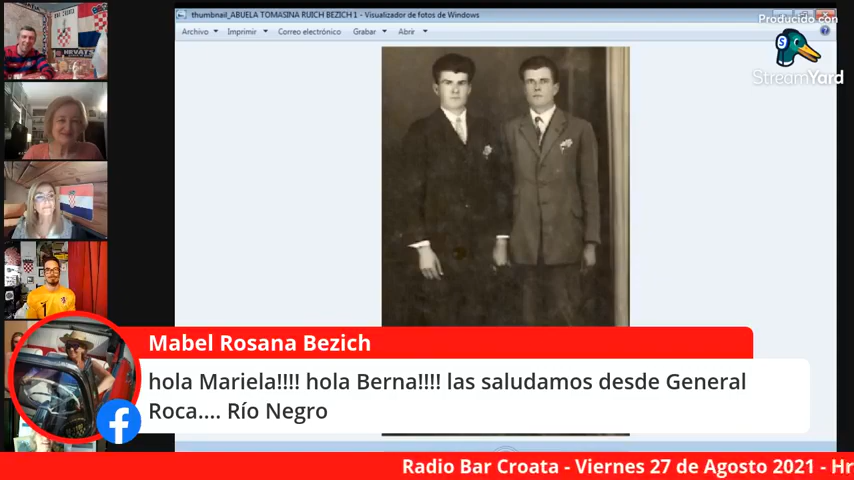 thumbnail_ABUELA TOMASINA RUICH BEZICH 1 - Visualizador de fotos de Windows
Producido con
Archivo Imprimir Correo electrónico Grabar Abrir
StreamYard
Mabel Rosana Bezich
hola Mariela!!!! hola Berna!!!! las saludamos desde General
Roca.... Río Negro
Radio Bar Croata - Viernes 27 de Agosto 2021 - Hr